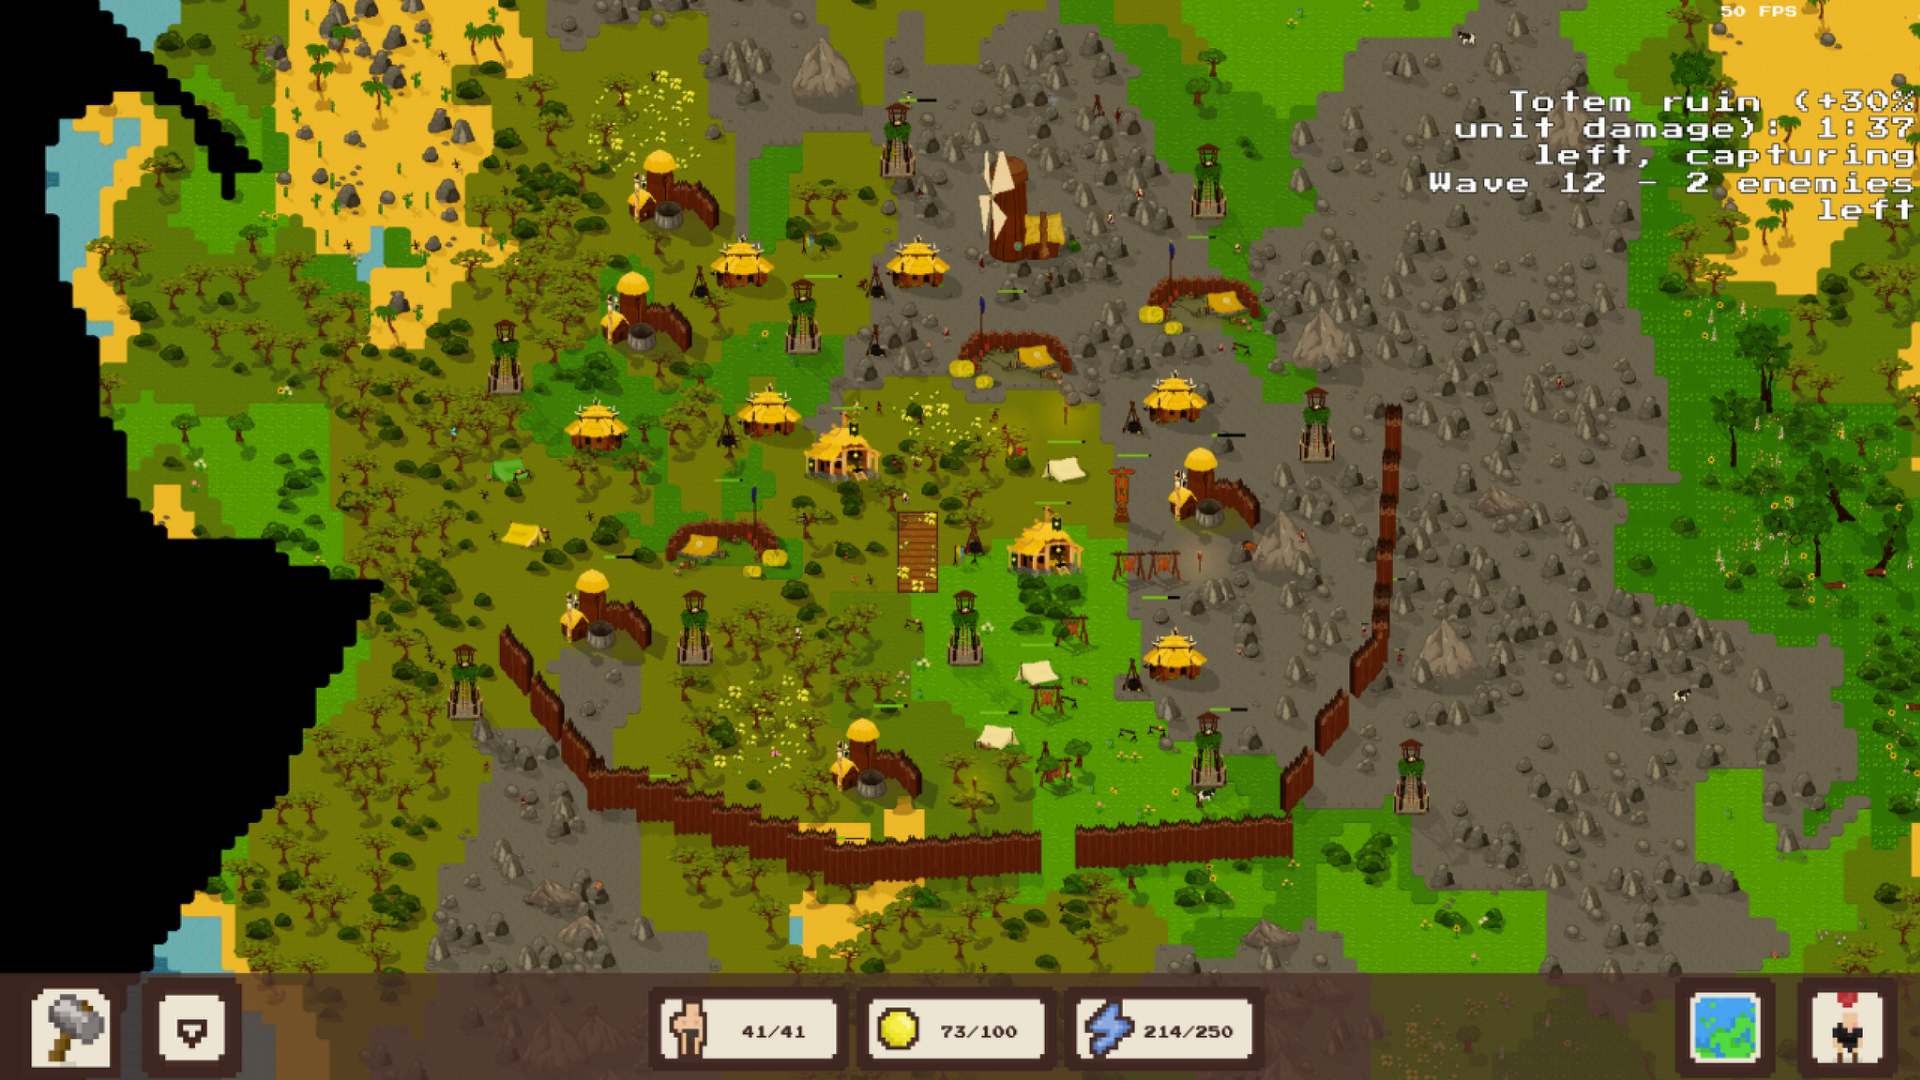 50 FPS
Totem ruin (+30%
unit damage): 1:37
left, capturing
Wave 12 - 2 enemies
left
41/41
73/100
214/250